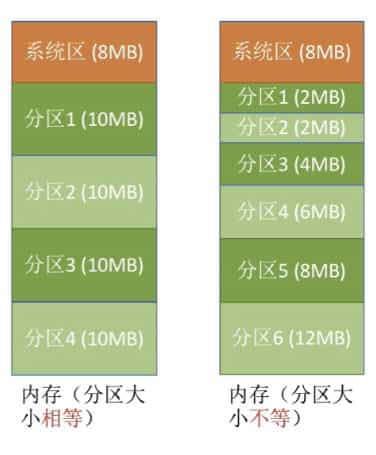 系统区 (8MB)
分区1 (10MB)
分区2 (10MB)
分区3 (10MB)
分区4 (10MB)
内存（分区大
小相等）
系统区 (8MB)
分区1 (2MB)
分区2 (2MB)
分区3 (4MB)
分区4 (6MB)
分区5 (8MB)
分区6 (12MB)
内存（分区大
小不等）